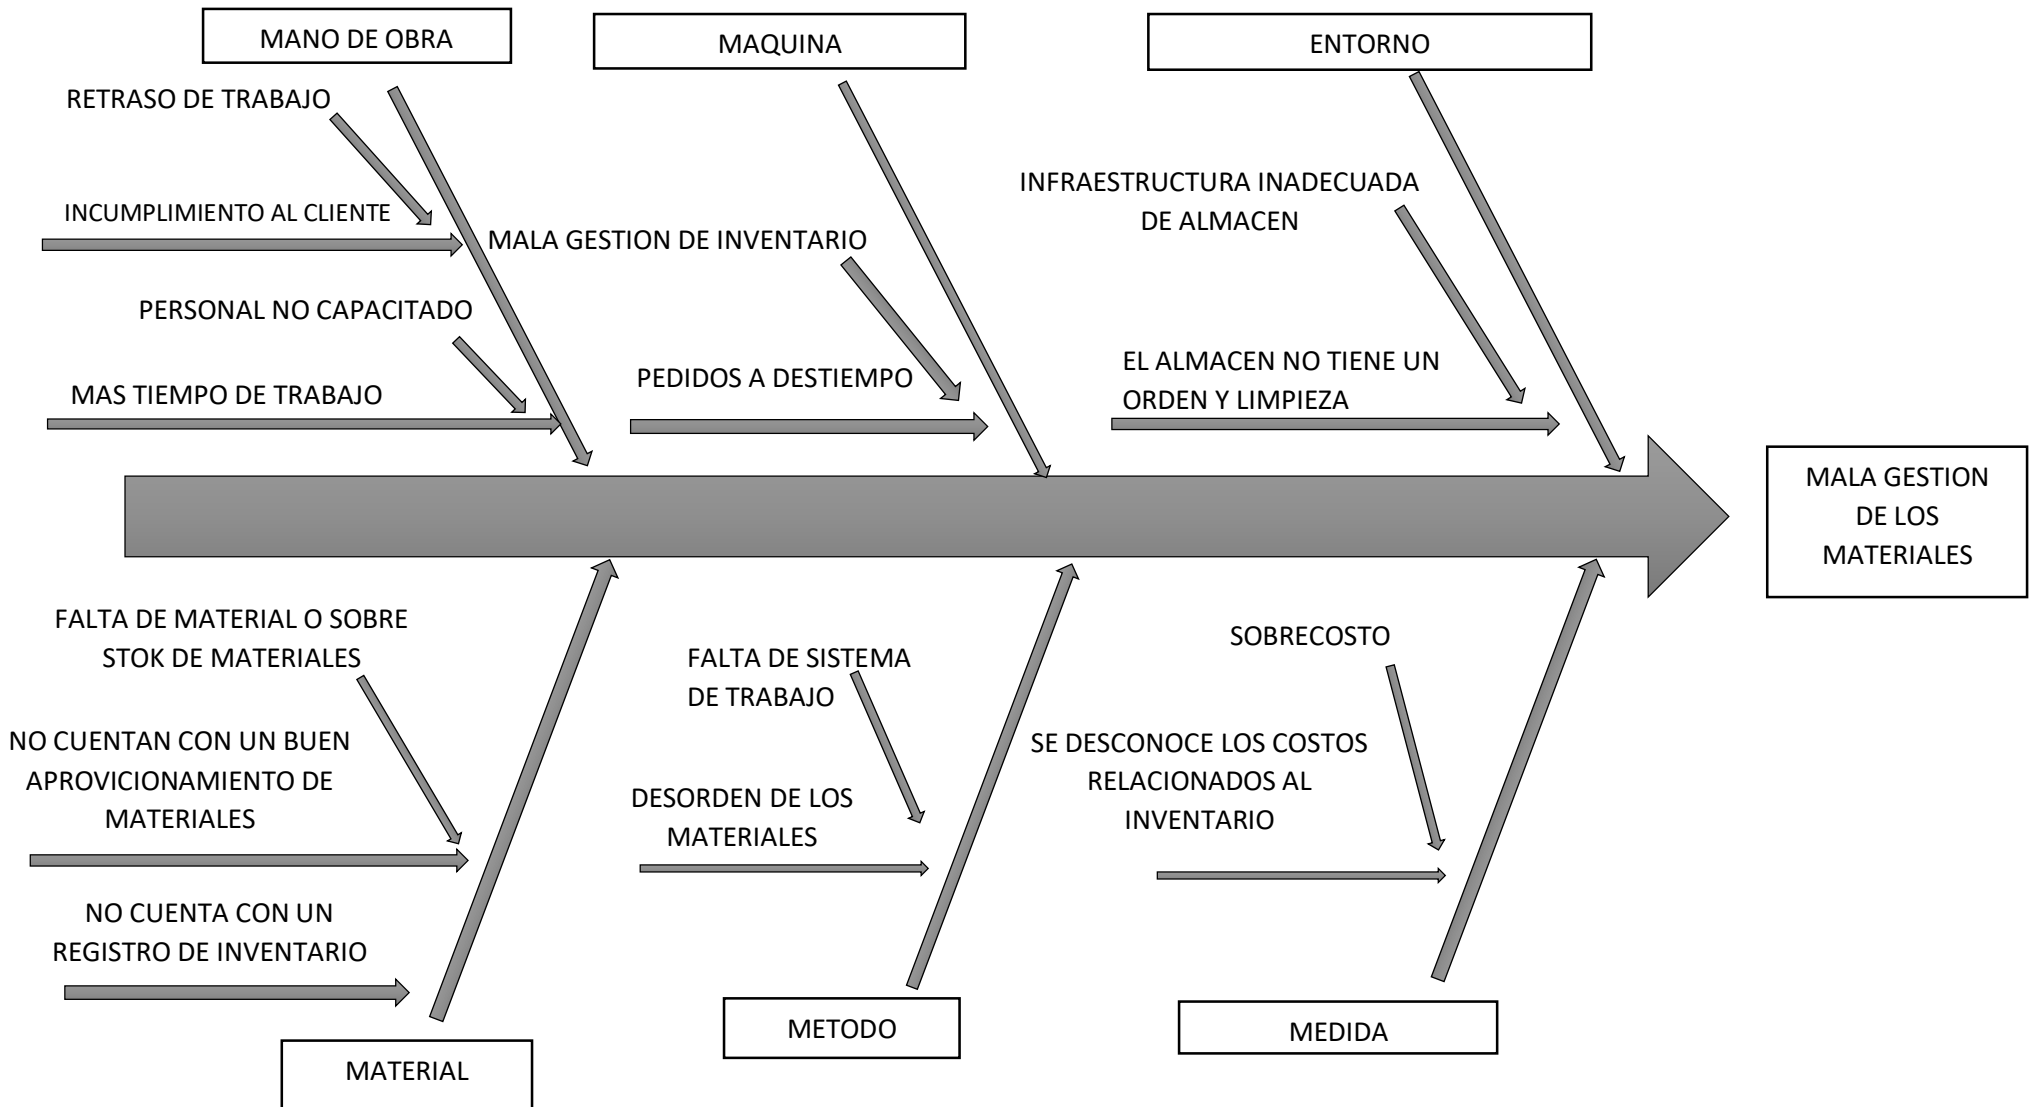 MANO DE OBRA
MAQUINA
ENTORNO
RETRASO DE TRABAJO
INCUMPLIMIENTO AL CLIENTE
PERSONAL NO CAPACITADO
MAS TIEMPO DE TRABAJO
MALA GESTION DE INVENTARIO
PEDIDOS A DESTIEMPO
INFRAESTRUCTURA INADECUADA
DE ALMACEN
EL ALMACEN NO TIENE UN
ORDEN Y LIMPIEZA
MALA GESTION
DE LOS
MATERIALES
FALTA DE MATERIAL O SOBRE
STOK DE MATERIALES
NO CUENTAN CON UN BUEN
APROVICIONAMIENTO DE
MATERIALES
NO CUENTA CON UN
REGISTRO DE INVENTARIO
FALTA DE SISTEMA
DE TRABAJO
DESORDEN DE LOS
MATERIALES
SOBRECOSTO
SE DESCONOCE LOS COSTOS
RELACIONADOS AL
INVENTARIO
MATERIAL
METODO
MEDIDA